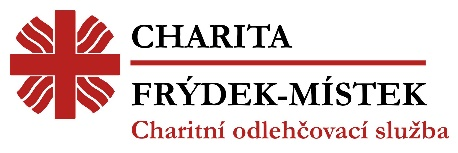 CHARITA
FRÝDEK-MÍSTEK
Charitní odlehčovací služba